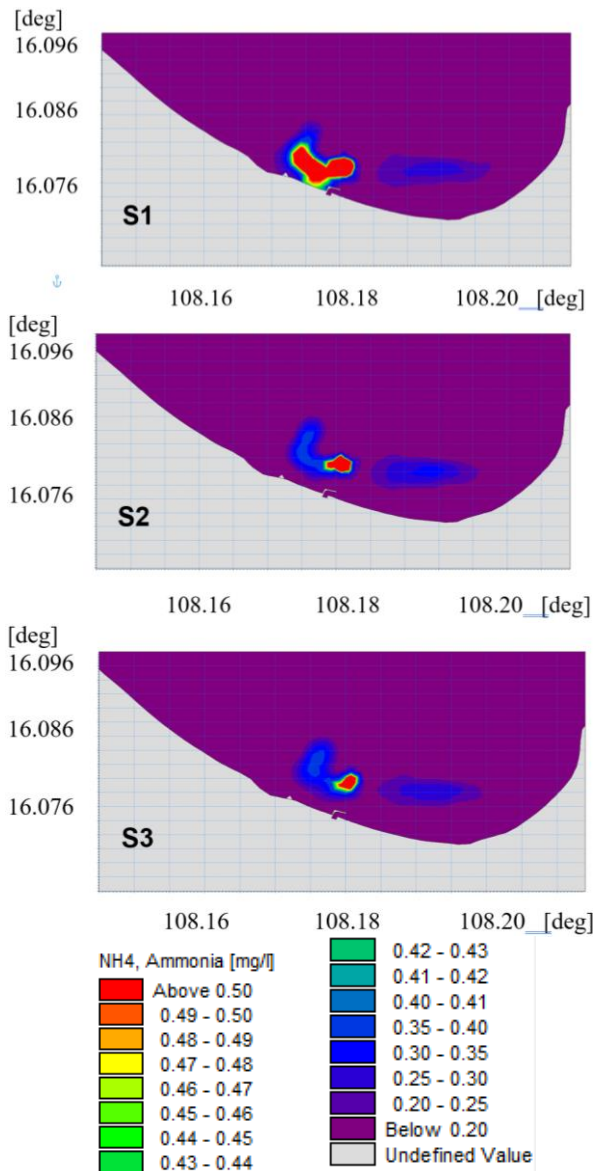 [deg]
16.096
16.086
16.076
S1
108.16 108.18 108.20 [deg]
[deg]
16.096
16.086
16.076
S2
108.16 108.18 108.20 [deg]
[deg]
16.096
16.086
16.076
S3
108.16 108.18 108.20 [deg]
NH4, Ammonia [mg/l]
Above 0.50
0.49 - 0.50
0.48 - 0.49
0.47 - 0.48
0.46 - 0.47
0.45 - 0.46
0.44 - 0.45
0.43 - 0.44
0.42 - 0.43
0.41 - 0.42
0.40 - 0.41
0.35 - 0.40
0.30 - 0.35
0.25 - 0.30
0.20 - 0.25
Below 0.20
Undefined Value